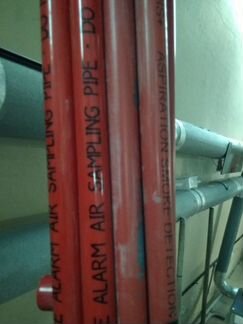 ALARM AIR SAMPLING PIPE - DO
ALARM AIR SAMPLING PIPE - DO
ASPIRATION SMOKE DETECTION